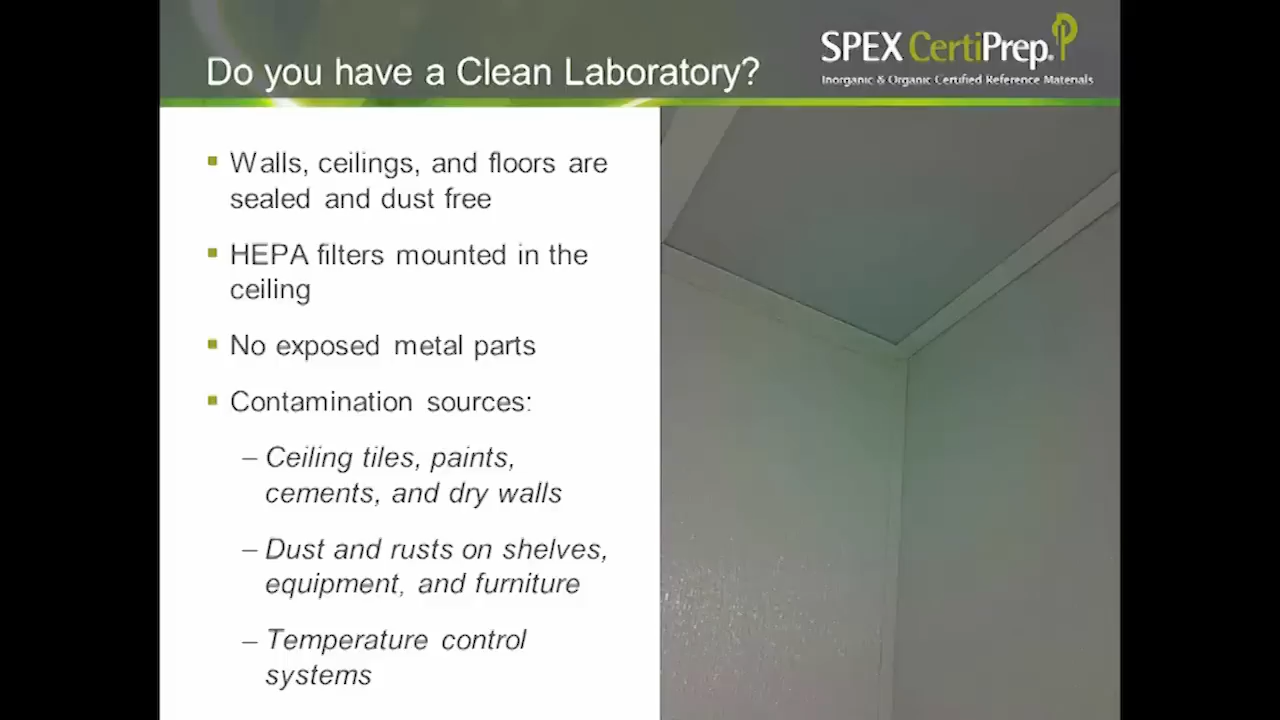 SPEX CertiPrep.
Inorganic & Organic Certified Reference Materials
Do you have a Clean Laboratory?
▪ Walls, ceilings, and floors are
sealed and dust free
▪ HEPA filters mounted in the
ceiling
▪ No exposed metal parts
▪ Contamination sources:
– Ceiling tiles, paints,
cements, and dry walls
– Dust and rusts on shelves,
equipment, and furniture
– Temperature control
systems